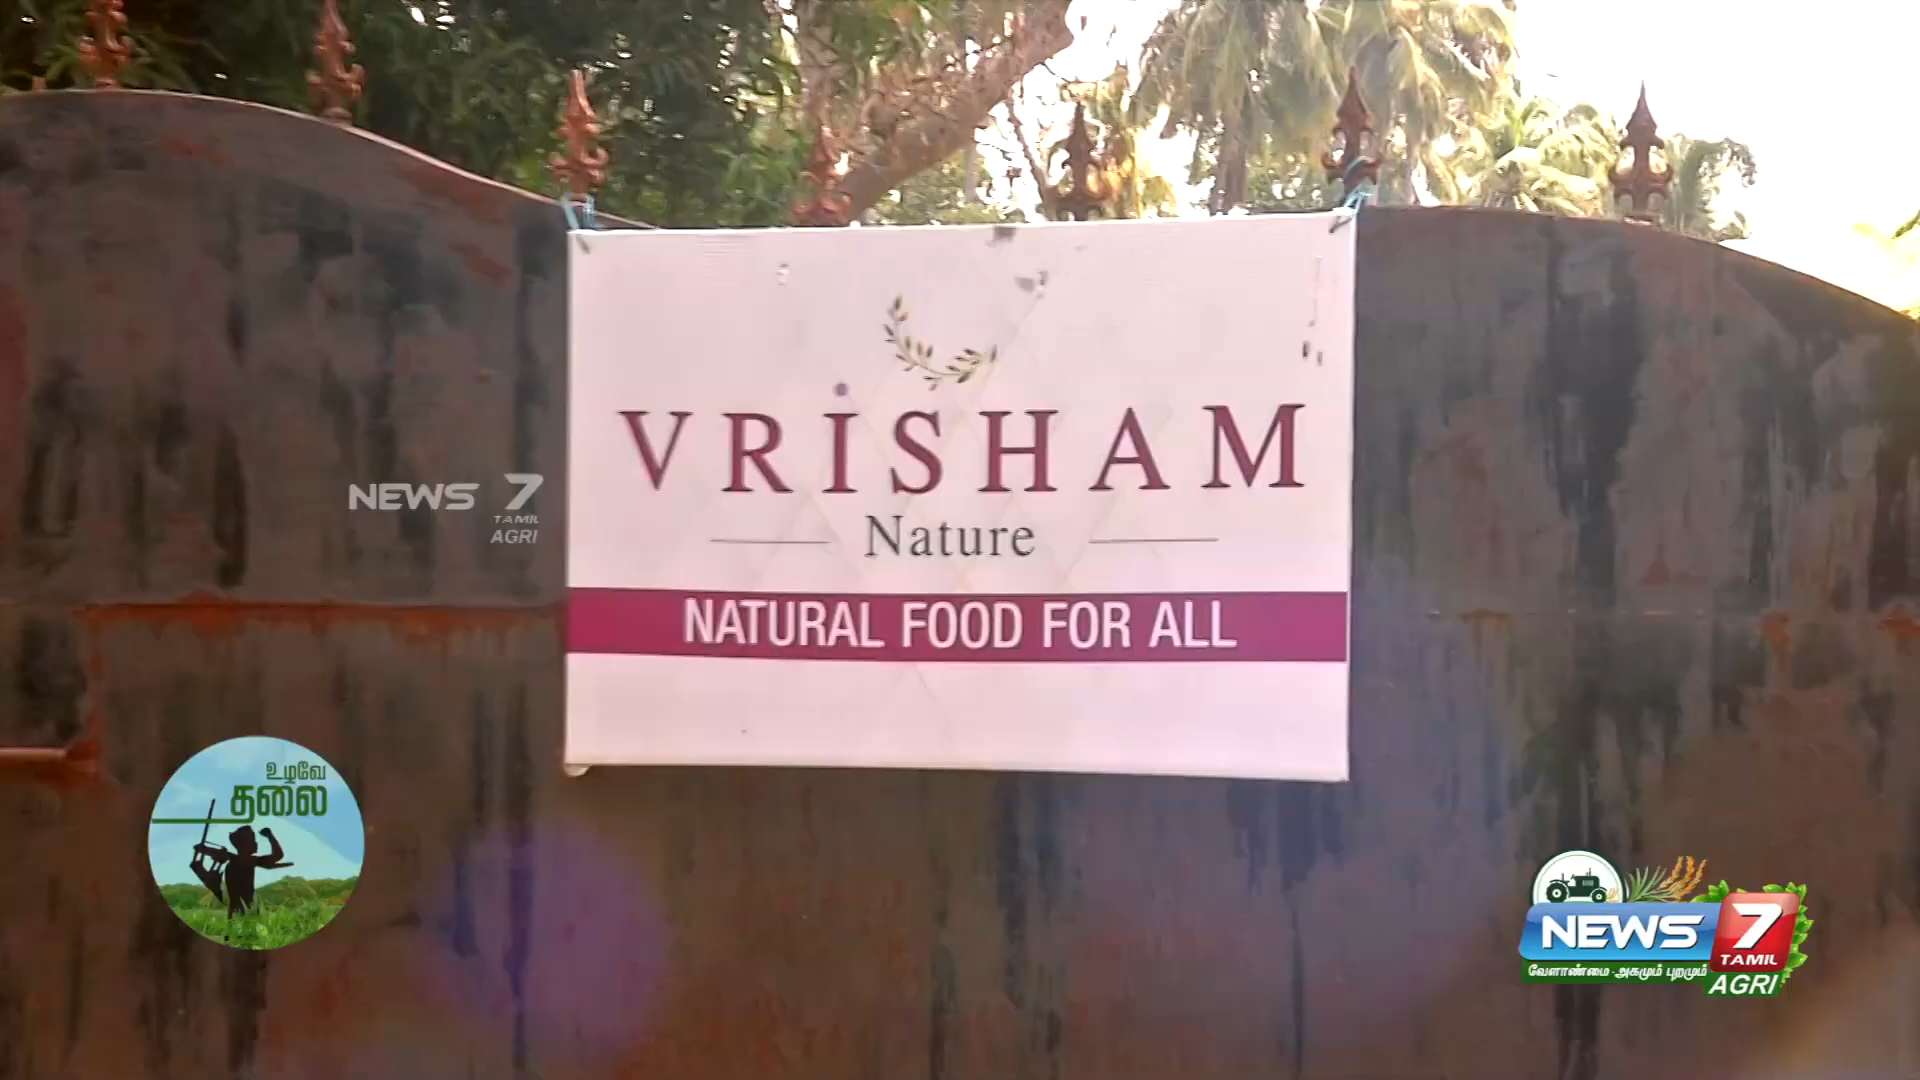 VRISHAM
Nature
NATURAL FOOD FOR ALL
NEWS 7
TAMIL
AGRI
உழவே
தலை
NEWS 7
TAMIL
வேளாண்மை-அகமும் புறமும்
AGRI